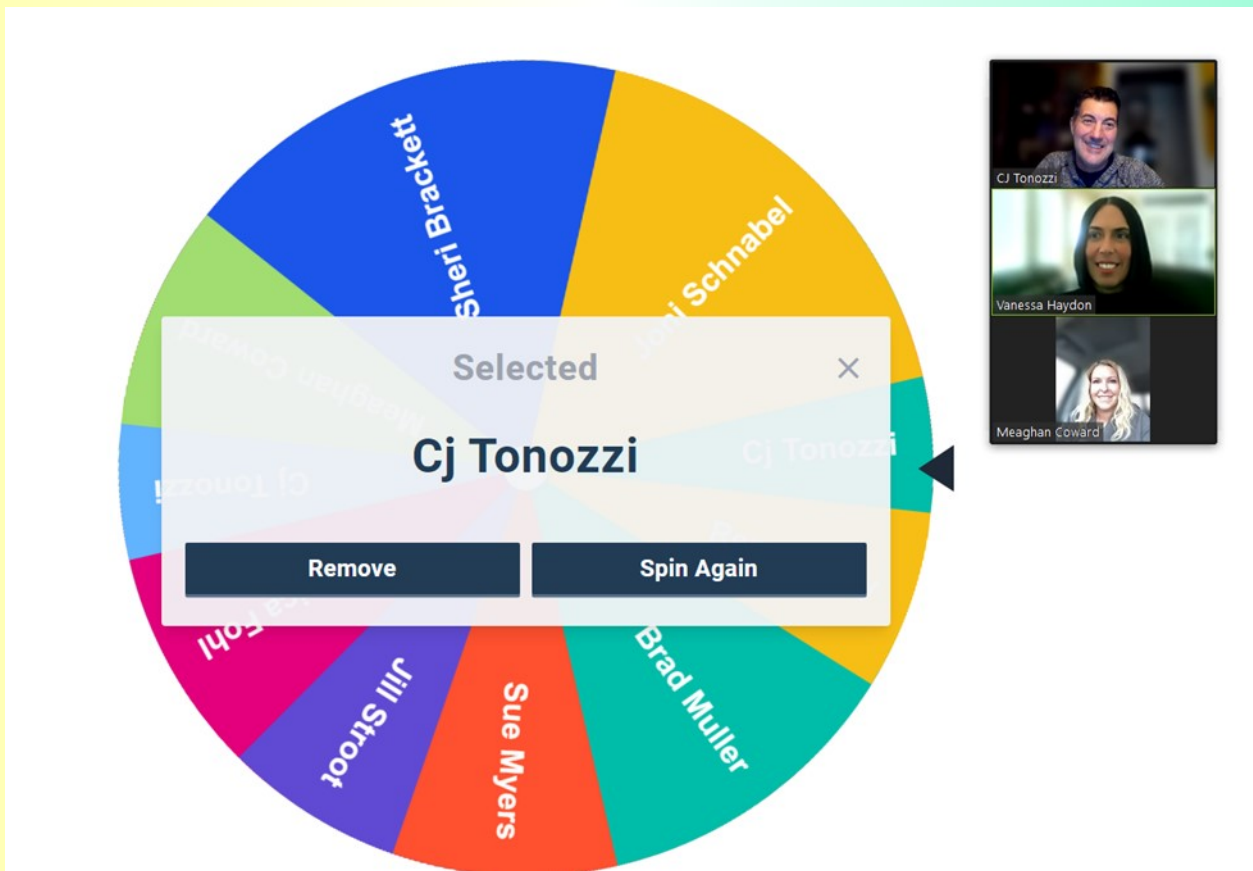 Sheri Brackett
Joni Schnabel
Meaghan Coward
Selected
Cj Tonozzi
Cj Tonozzi
Cj Tonozzi
Remove
Spin Again
Fohl
Jill Stroot
Sue Myers
Brad Muller
CJ Tonozzi
Vanessa Haydon
Meaghan Coward